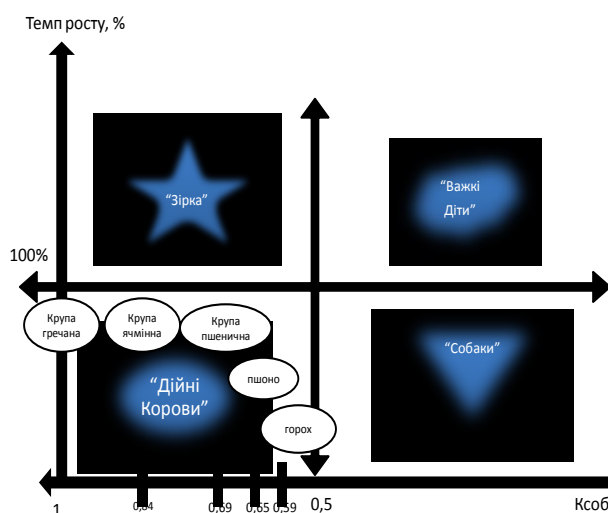 Темп росту, %
“Зірка”
“Важкі
Діти”
100%
Крупа
гречана
Крупа
ячмінна
Крупа
пшенична
“Собаки”
“Дійні
Корови”
пшоно
горох
1
0,84
0,69
0,65
0,59
0,5
Ксоб